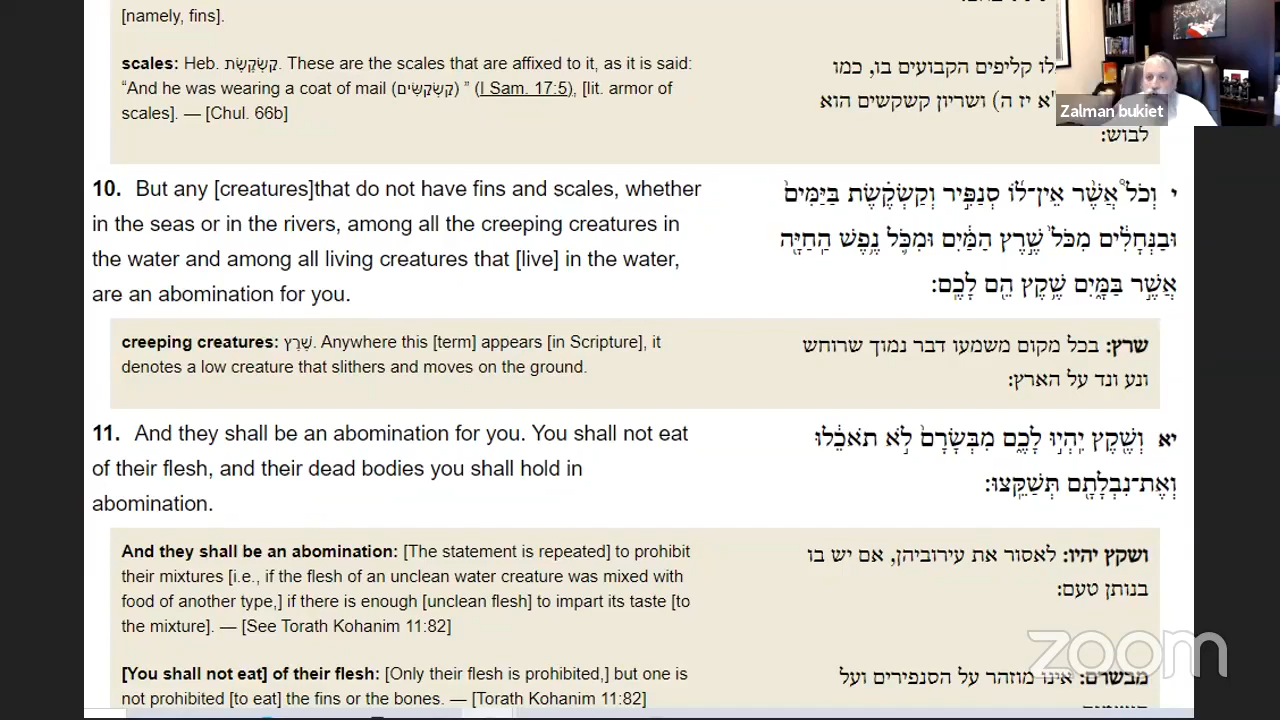 [namely, fins].
scales: Heb. קַשְׂקֶשֶׂת. These are the scales that are affixed to it, as it is said:
“And he was wearing a coat of mail (קַשְׂקַשִּׂים) ” (I Sam. 17:5), [lit. armor of
scales]. — [Chul. 66b]
לו קליפים הקבועים בו, כמו
א יז ה) ושריון קשקשים הוא
לבוש:
Zalman bukiet
10. But any [creatures]that do not have fins and scales, whether
in the seas or in the rivers, among all the creeping creatures in
the water and among all living creatures that [live] in the water,
are an abomination for you.
י וְכֹל֩ אֲשֶׁ֨ר אֵין־ל֜וֹ סְנַפִּ֣יר וְקַשְׂקֶ֗שֶׂת בַּיַּמִּים֙
וּבַנְּחָלִ֔ים מִכֹּל֙ שֶׁ֣רֶץ הַמַּ֔יִם וּמִכֹּ֛ל נֶ֥פֶשׁ הַֽחַיָּ֖ה
אֲשֶׁ֣ר בַּמָּ֑יִם שֶׁ֥קֶץ הֵ֖ם לָכֶֽם:
creeping creatures: שֶׁרֶץ. Anywhere this [term] appears [in Scripture], it
denotes a low creature that slithers and moves on the ground.
שרץ: בכל מקום משמעו דבר נמוך שרוחש
ונע ונד על הארץ:
11. And they shall be an abomination for you. You shall not eat
of their flesh, and their dead bodies you shall hold in
abomination.
יא וְשֶׁ֖קֶץ יִֽהְי֣וּ לָכֶ֑ם מִבְּשָׂרָם֙ לֹ֣א תֹאכֵ֔לוּ
וְאֶת־נִבְלָתָ֖ם תְּשַׁקֵּֽצוּ:
And they shall be an abomination: [The statement is repeated] to prohibit
their mixtures [i.e., if the flesh of an unclean water creature was mixed with
food of another type,] if there is enough [unclean flesh] to impart its taste [to
the mixture]. — [See Torath Kohanim 11:82]
ושקץ יהיו: לאסור את עירוביהן, אם יש בו
בנותן טעם:
[You shall not eat] of their flesh: [Only their flesh is prohibited,] but one is
not prohibited [to eat] the fins or the bones. — [Torath Kohanim 11:82]
מבשרם: אינו מוזהר על הסנפירים ועל
zoom